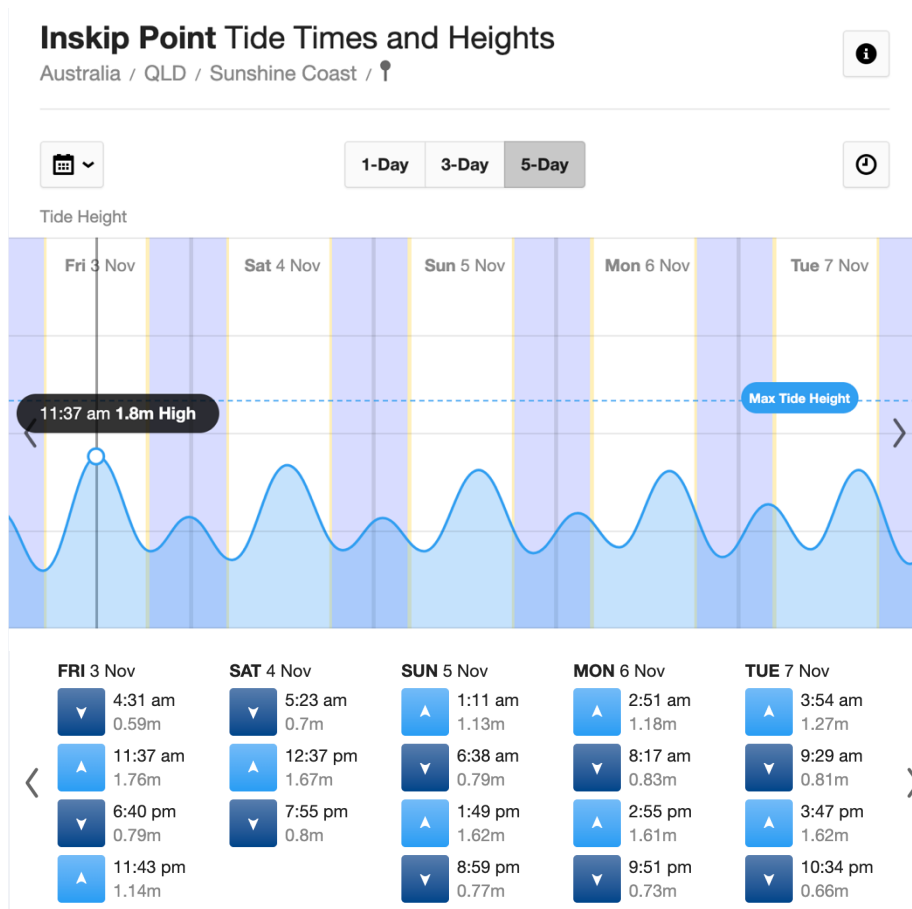 Inskip Point Tide Times and Heights
Australia / QLD / Sunshine Coast /
1-Day 3-Day 5-Day
Tide Height
Fri 3 Nov Sat 4 Nov Sun 5 Nov Mon 6 Nov Tue 7 Nov
Max Tide Height
11:37 am 1.8m High
FRI 3 Nov SAT 4 Nov SUN 5 Nov MON 6 Nov TUE 7 Nov
4:31 am 5:23 am 1:11 am 2:51 am 3:54 am
0.59m 0.7m 1.13m 1.18m 1.27m
11:37 am 12:37 pm 6:38 am 8:17 am 9:29 am
1.76m 1.67m 0.79m 0.83m 0.81m
6:40 pm 7:55 pm 1:49 pm 2:55 pm 3:47 pm
0.79m 0.8m 1.62m 1.61m 1.62m
11:43 pm 8:59 pm 9:51 pm 10:34 pm
1.14m 0.77m 0.73m 0.66m